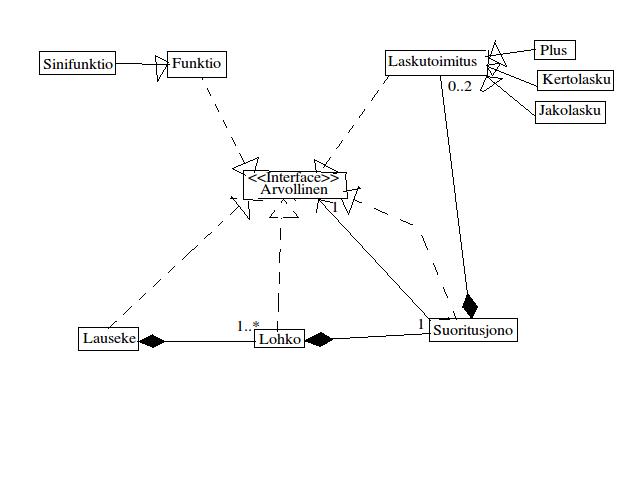 Sinifunktio
Funktio
Laskutoimitus
Plus
Kertolasku
Jakolasku
0..2
<<Interface>>
Arvollinen
1
1..*
1
Lauseke
Lohko
Suoritusjono